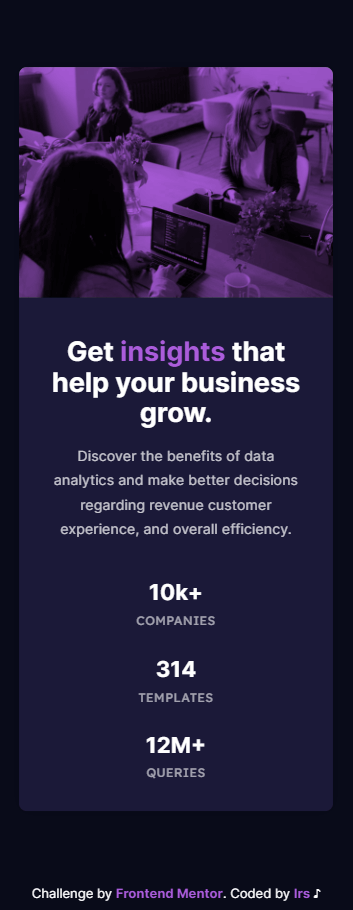 Get insights that
help your business
grow.
Discover the benefits of data
analytics and make better decisions
regarding revenue customer
experience, and overall efficiency.
10k+
COMPANIES
314
TEMPLATES
12M+
QUERIES
Challenge by Frontend Mentor. Coded by Irs ♪